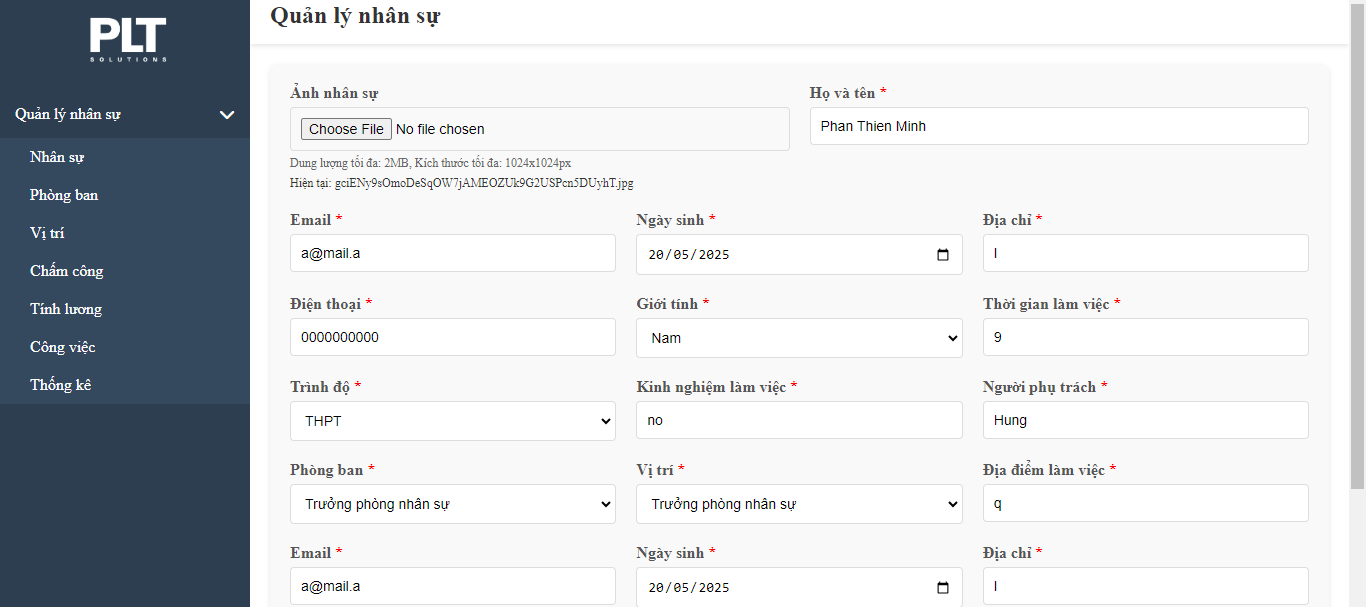 PLT
SOLUTIONS
Quản lý nhân sự
Nhân sự
Phòng ban
Vị trí
Chấm công
Tính lương
Công việc
Thống kê
Quản lý nhân sự
Ảnh nhân sự
Choose File No file chosen
Dung lượng tối đa: 2MB, Kích thước tối đa: 1024x1024px
Hiện tại: gciENy9sOmoDeSqOW7jAMEOZUk9G2USPcn5DUyhT.jpg
Họ và tên *
Phan Thien Minh
Email * Ngày sinh * Địa chỉ *
a@mail.a 20/05/2025 l
Điện thoại * Giới tính * Thời gian làm việc *
0000000000 Nam 9
Trình độ * Kinh nghiệm làm việc * Người phụ trách *
THPT no Hung
Phòng ban * Vị trí * Địa điểm làm việc *
Trưởng phòng nhân sự Trưởng phòng nhân sự q
Email * Ngày sinh * Địa chỉ *
a@mail.a 20/05/2025 l